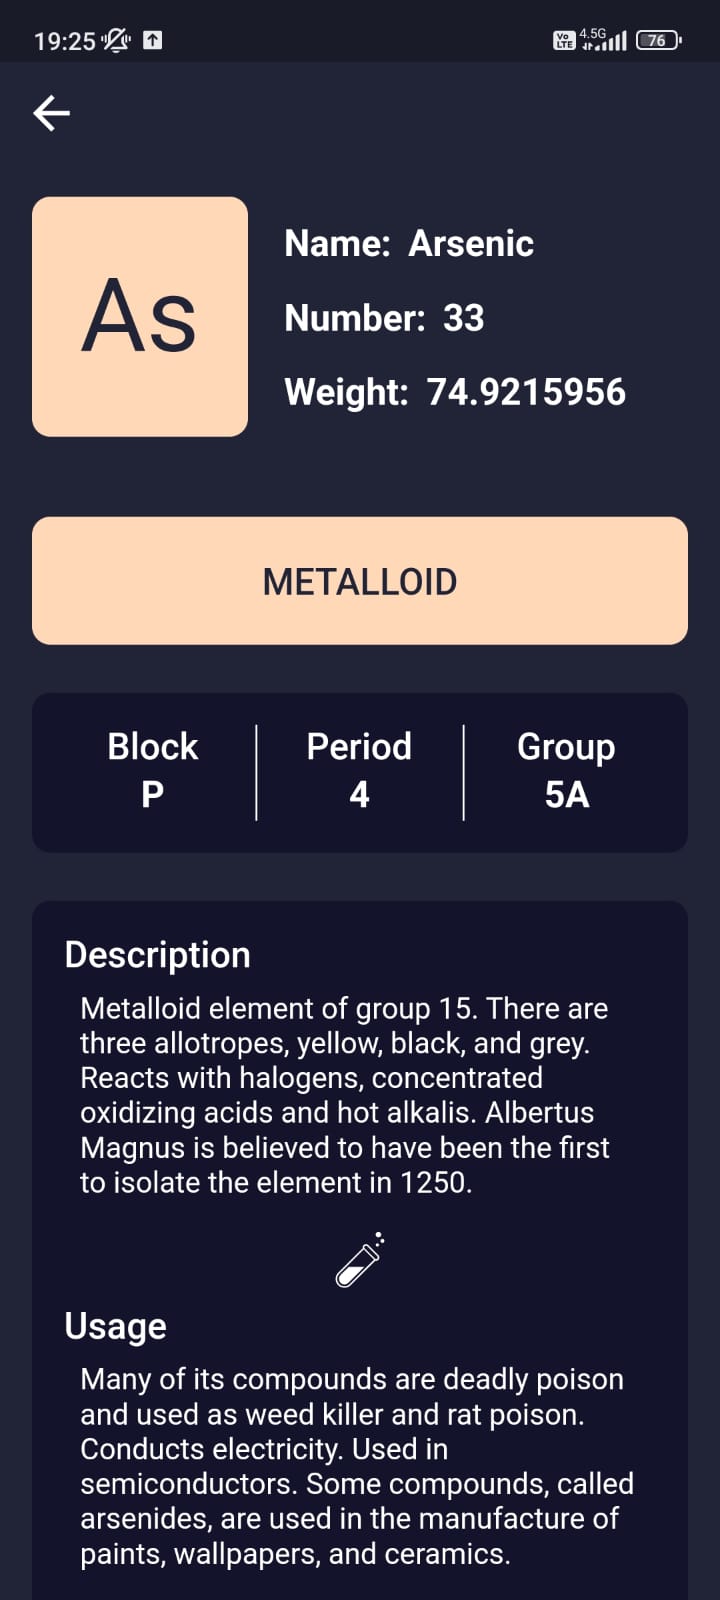 19:25
Vo LTE 4.5G 76
As
Name: Arsenic
Number: 33
Weight: 74.9215956
METALLOID
Block Period Group
P 4 5A
Description
Metalloid element of group 15. There are
three allotropes, yellow, black, and grey.
Reacts with halogens, concentrated
oxidizing acids and hot alkalis. Albertus
Magnus is believed to have been the first
to isolate the element in 1250.
Usage
Many of its compounds are deadly poison
and used as weed killer and rat poison.
Conducts electricity. Used in
semiconductors. Some compounds, called
arsenides, are used in the manufacture of
paints, wallpapers, and ceramics.